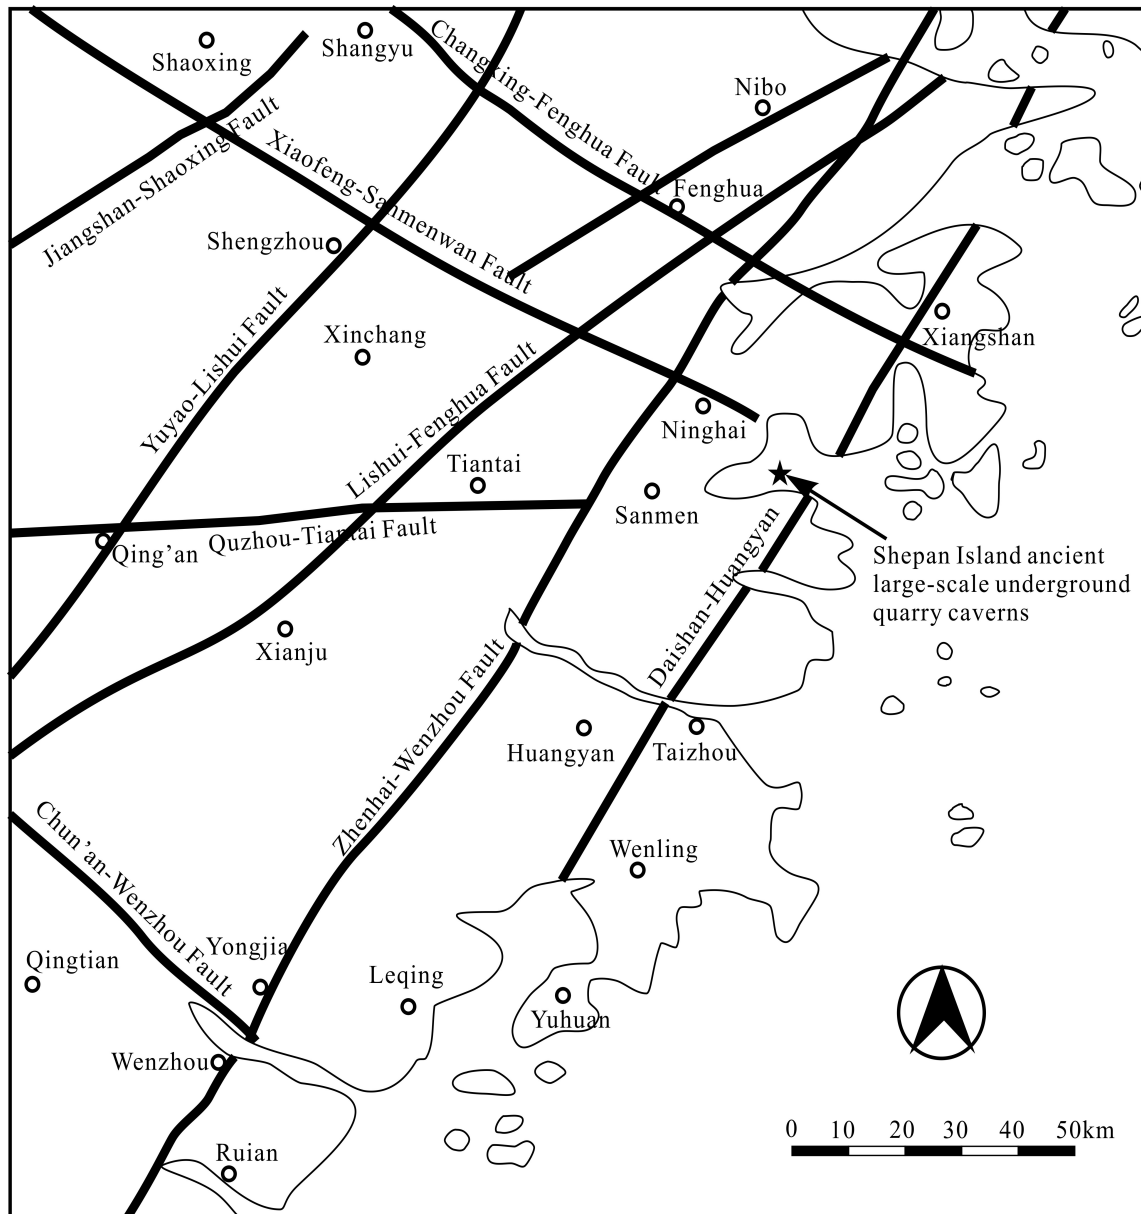 Shaoxing
Shangyu
Changxing-Fenghua Fault
Nibo
Jiangshan-Shaoxing Fault
Xiaofeng-Sanmenwan Fault
Fenghua
Shengzhou
Yuyao-Lishui Fault
Xinchang
Xiangshan
Lishui-Fenghua Fault
Ninghai
Tiantai
Sanmen
Quzhou-Tiantai Fault
Qing’an
Daishan-Huangyan
Shepan Island ancient
large-scale underground
quarry caverns
Xianju
Zhenhai-Wenzhou Fault
Huangyan
Taizhou
Chun’an-Wenzhou Fault
Wenling
Yongjia
Qingtian
Leqing
Yuhuan
Wenzhou
0 10 20 30 40 50km
Ruian